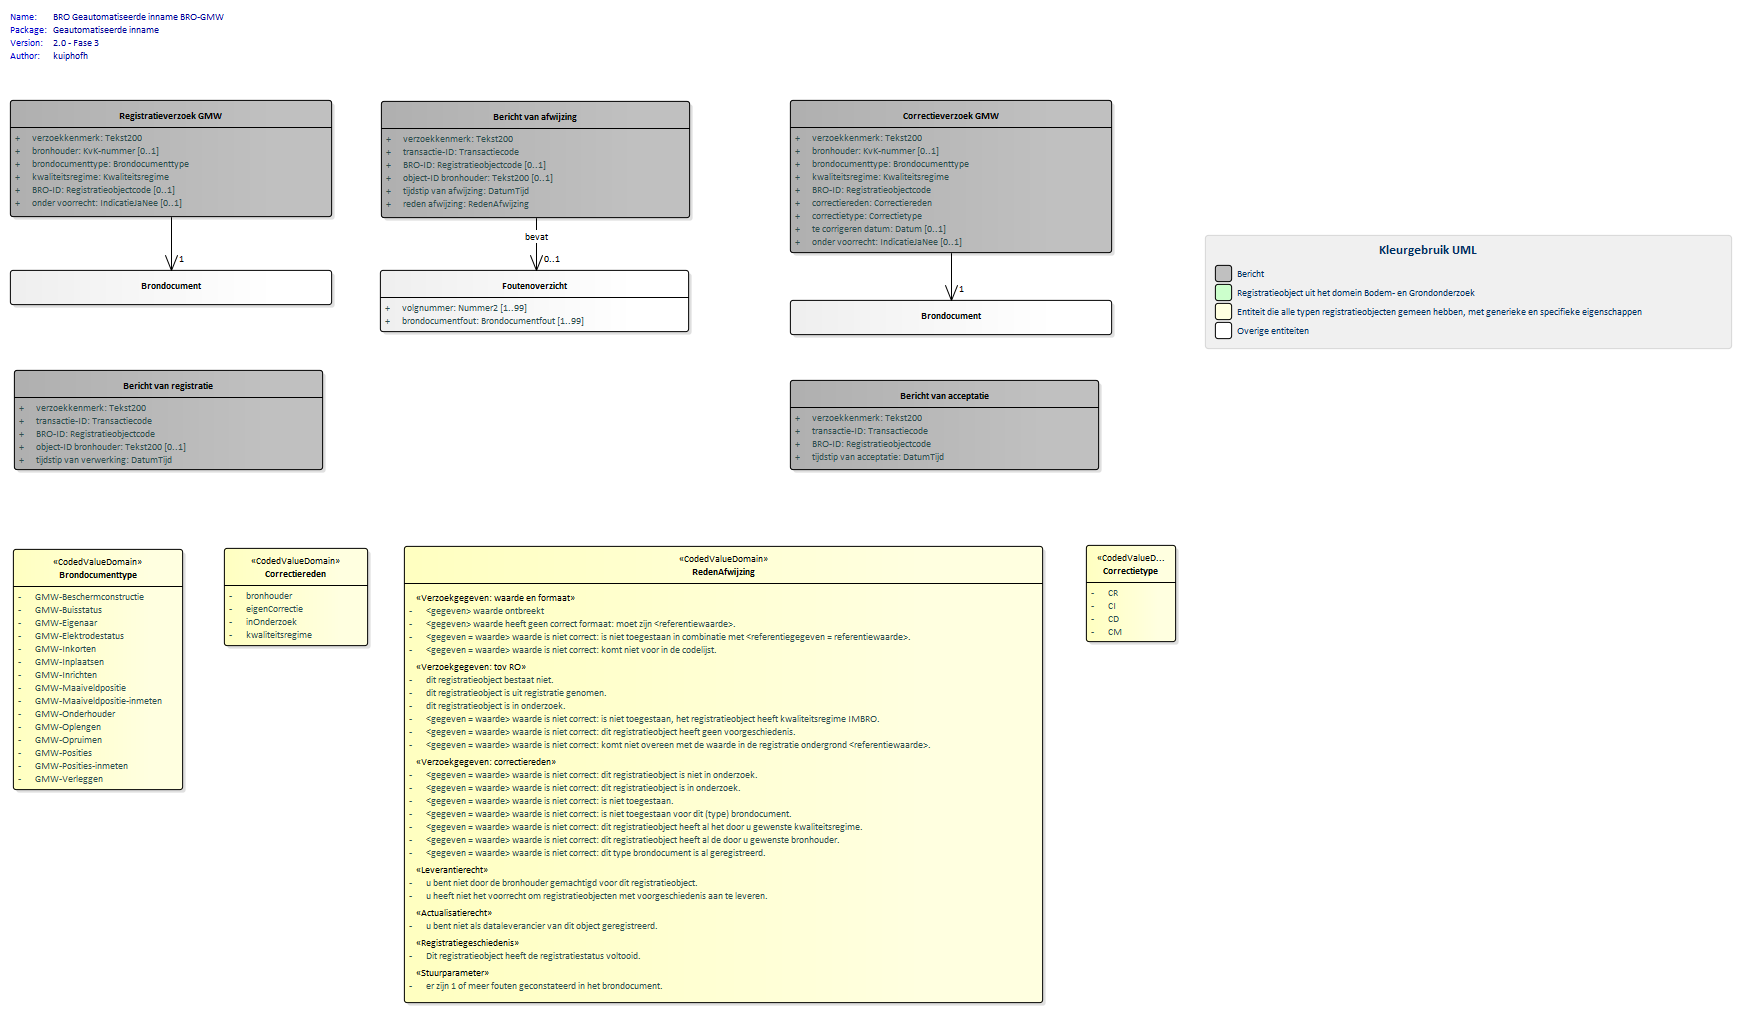 Name: BRO Geautomatiseerde inname BRO-GMW
Package: Geautomatiseerde inname
Version: 2.0 - Fase 3
Author: kuiphofh
Registratieverzoek GMW
+ verzoekkenmerk: Tekst200
+ bronhouder: KvK-nummer [0..1]
+ brondocumenttype: Brondocumenttype
+ kwaliteitsregime: Kwaliteitsregime
+ BRO-ID: Registratieobjectcode [0..1]
+ onder voorrecht: IndicatieJaNee [0..1]
1
Brondocument
Bericht van afwijzing
+ verzoekkenmerk: Tekst200
+ transactie-ID: Transactiecode
+ BRO-ID: Registratieobjectcode [0..1]
+ object-ID bronhouder: Tekst200 [0..1]
+ tijdstip van afwijzing: DatumTijd
+ reden afwijzing: RedenAfwijzing
bevat
0..1
Foutenoverzicht
+ volgnummer: Nummer2 [1..99]
+ brondocumentfout: Brondocumentfout [1..99]
Correctieverzoek GMW
+ verzoekkenmerk: Tekst200
+ bronhouder: KvK-nummer [0..1]
+ brondocumenttype: Brondocumenttype
+ kwaliteitsregime: Kwaliteitsregime
+ BRO-ID: Registratieobjectcode
+ correctiereden: Correctiereden
+ correctietype: Correctietype
+ te corrigeren datum: Datum [0..1]
+ onder voorrecht: IndicatieJaNee [0..1]
1
Brondocument
Kleurgebruik UML
Bericht
Registratieobject uit het domein Bodem- en Grondonderzoek
Entiteit die alle typen registratieobjecten gemeen hebben, met generieke en specifieke eigenschappen
Overige entiteiten
Bericht van registratie
+ verzoekkenmerk: Tekst200
+ transactie-ID: Transactiecode
+ BRO-ID: Registratieobjectcode
+ object-ID bronhouder: Tekst200 [0..1]
+ tijdstip van verwerking: DatumTijd
Bericht van acceptatie
+ verzoekkenmerk: Tekst200
+ transactie-ID: Transactiecode
+ BRO-ID: Registratieobjectcode
+ tijdstip van acceptatie: DatumTijd
«CodedValueDomain»
Brondocumenttype
- GMW-Beschermconstructie
- GMW-Buisstatus
- GMW-Eigenaar
- GMW-Elektrodestatus
- GMW-Inkorten
- GMW-Inplaatsen
- GMW-Inrichten
- GMW-Maaiveldpositie
- GMW-Maaiveldpositie-inmeten
- GMW-Onderhouder
- GMW-Oplengen
- GMW-Opruimen
- GMW-Posities
- GMW-Posities-inmeten
- GMW-Verleggen
«CodedValueDomain»
Correctiereden
- bronhouder
- eigenCorrectie
- inOnderzoek
- kwaliteitsregime
«CodedValueDomain»
RedenAfwijzing
«Verzoekgegeven: waarde en formaat»
- <gegeven> waarde ontbreekt
- <gegeven> waarde heeft geen correct formaat: moet zijn <referentiewaarde>.
- <gegeven = waarde> waarde is niet correct: is niet toegestaan in combinatie met <referentiegegeven = referentiewaarde>.
- <gegeven = waarde> waarde is niet correct: komt niet voor in de codelijst.
«Verzoekgegeven: tov RO»
- dit registratieobject bestaat niet.
- dit registratieobject is uit registratie genomen.
- dit registratieobject is in onderzoek.
- <gegeven = waarde> waarde is niet correct: is niet toegestaan, het registratieobject heeft kwaliteitsregime IMBRO.
- <gegeven = waarde> waarde is niet correct: dit registratieobject heeft geen voorgeschiedenis.
- <gegeven = waarde> waarde is niet correct: komt niet overeen met de waarde in de registratie ondergrond <referentiewaarde>.
«Verzoekgegeven: correctiereden»
- <gegeven = waarde> waarde is niet correct: dit registratieobject is niet in onderzoek.
- <gegeven = waarde> waarde is niet correct: dit registratieobject is in onderzoek.
- <gegeven = waarde> waarde is niet correct: is niet toegestaan.
- <gegeven = waarde> waarde is niet correct: is niet toegestaan voor dit (type) brondocument.
- <gegeven = waarde> waarde is niet correct: dit registratieobject heeft al het door u gewenste kwaliteitsregime.
- <gegeven = waarde> waarde is niet correct: dit registratieobject heeft al de door u gewenste bronhouder.
- <gegeven = waarde> waarde is niet correct: dit type brondocument is al geregistreerd.
«Leverantierecht»
- u bent niet door de bronhouder gemachtigd voor dit registratieobject.
- u heeft niet het voorrecht om registratieobjecten met voorgeschiedenis aan te leveren.
«Actualisatierecht»
- u bent niet als dataleverancier van dit object geregistreerd.
«Registratiegeschiedenis»
- Dit registratieobject heeft de registratiestatus voltooid.
«Stuurparameter»
- er zijn 1 of meer fouten geconstateerd in het brondocument.
«CodedValueD...
Correctietype
- CR
- CI
- CD
- CM